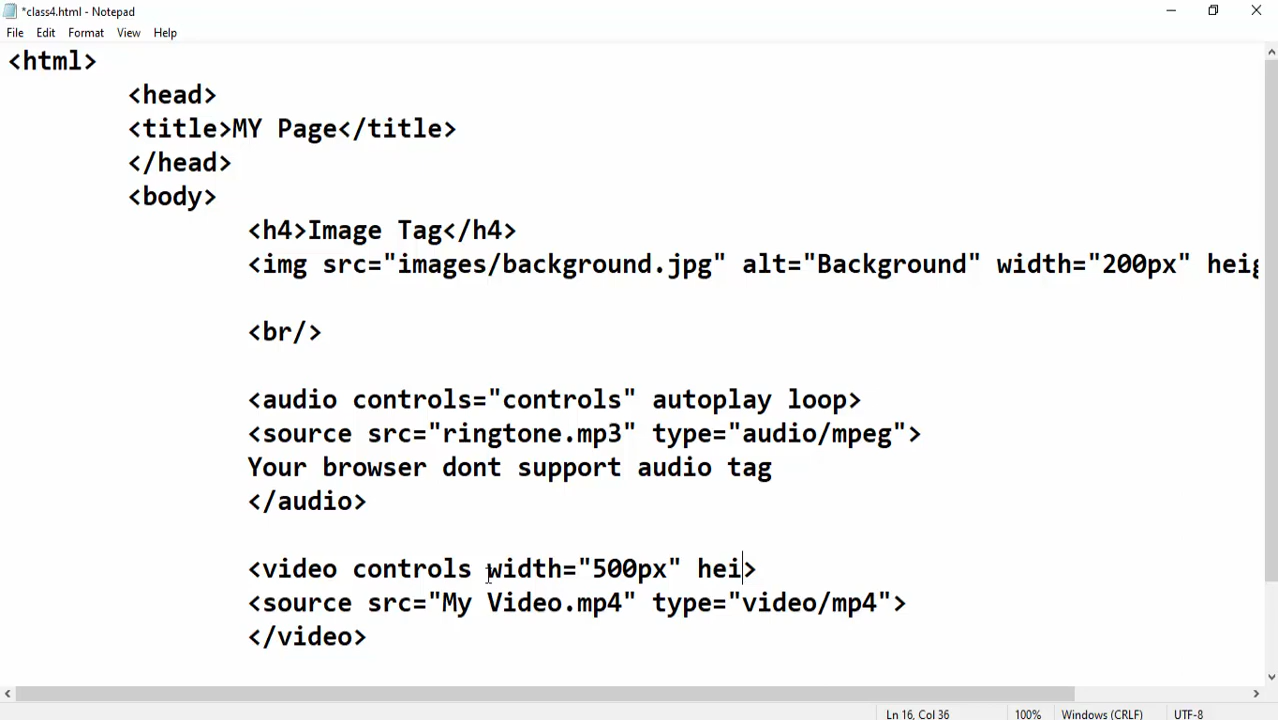 *class4.html - Notepad
File Edit Format View Help
<html>
<head>
<title>MY Page</title>
</head>
<body>
<h4>Image Tag</h4>
<img src="images/background.jpg" alt="Background" width="200px" heig
<br/>
<audio controls="controls" autoplay loop>
<source src="ringtone.mp3" type="audio/mpeg">
Your browser dont support audio tag
</audio>
<video controls width="500px" hei>
<source src="My Video.mp4" type="video/mp4">
</video>
Ln 16, Col 36 100% Windows (CRLF) UTF-8